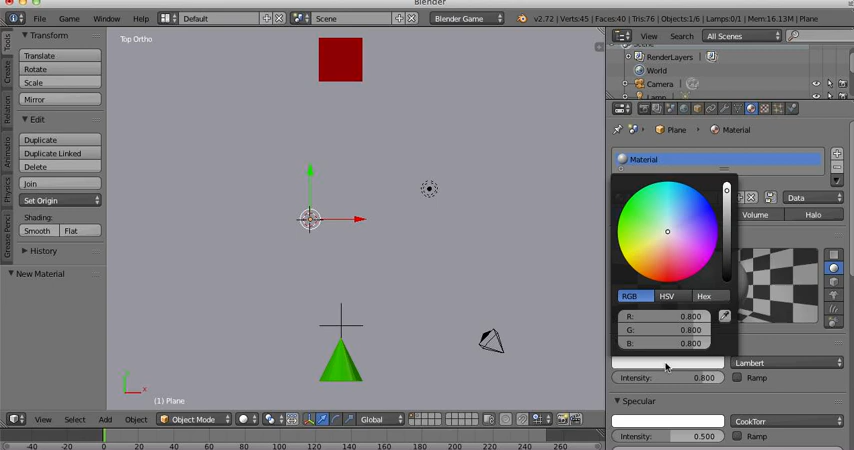 Blender
File Game Window Help Default Scene Blender Game v2.72 | Verts:45 | Faces:40 | Tris:76 | Objects:1/6 | Lamps:0/1 | Mem:16.13M | Plane
Transform
Translate
Rotate
Scale
Mirror
Edit
Duplicate
Duplicate Linked
Delete
Join
Set Origin
Shading:
Smooth Flat
History
New Material
Tools
Create
Relation
Animatio
Physics
Grease Penci
Top Ortho
(1) Plane
View Select Add Object Object Mode Global
-40 -20 0 20 40 60 80 100 120 140 160 180 200 220 240 260
View Search All Scenes
RenderLayers
World
Camera
Lamp
Plane Material
Material
Data
Volume Halo
RGB HSV Hex
R: 0.800
G: 0.800
B: 0.800
Lambert
Intensity: 0.800 Ramp
Specular
CookTorr
Intensity: 0.500 Ramp